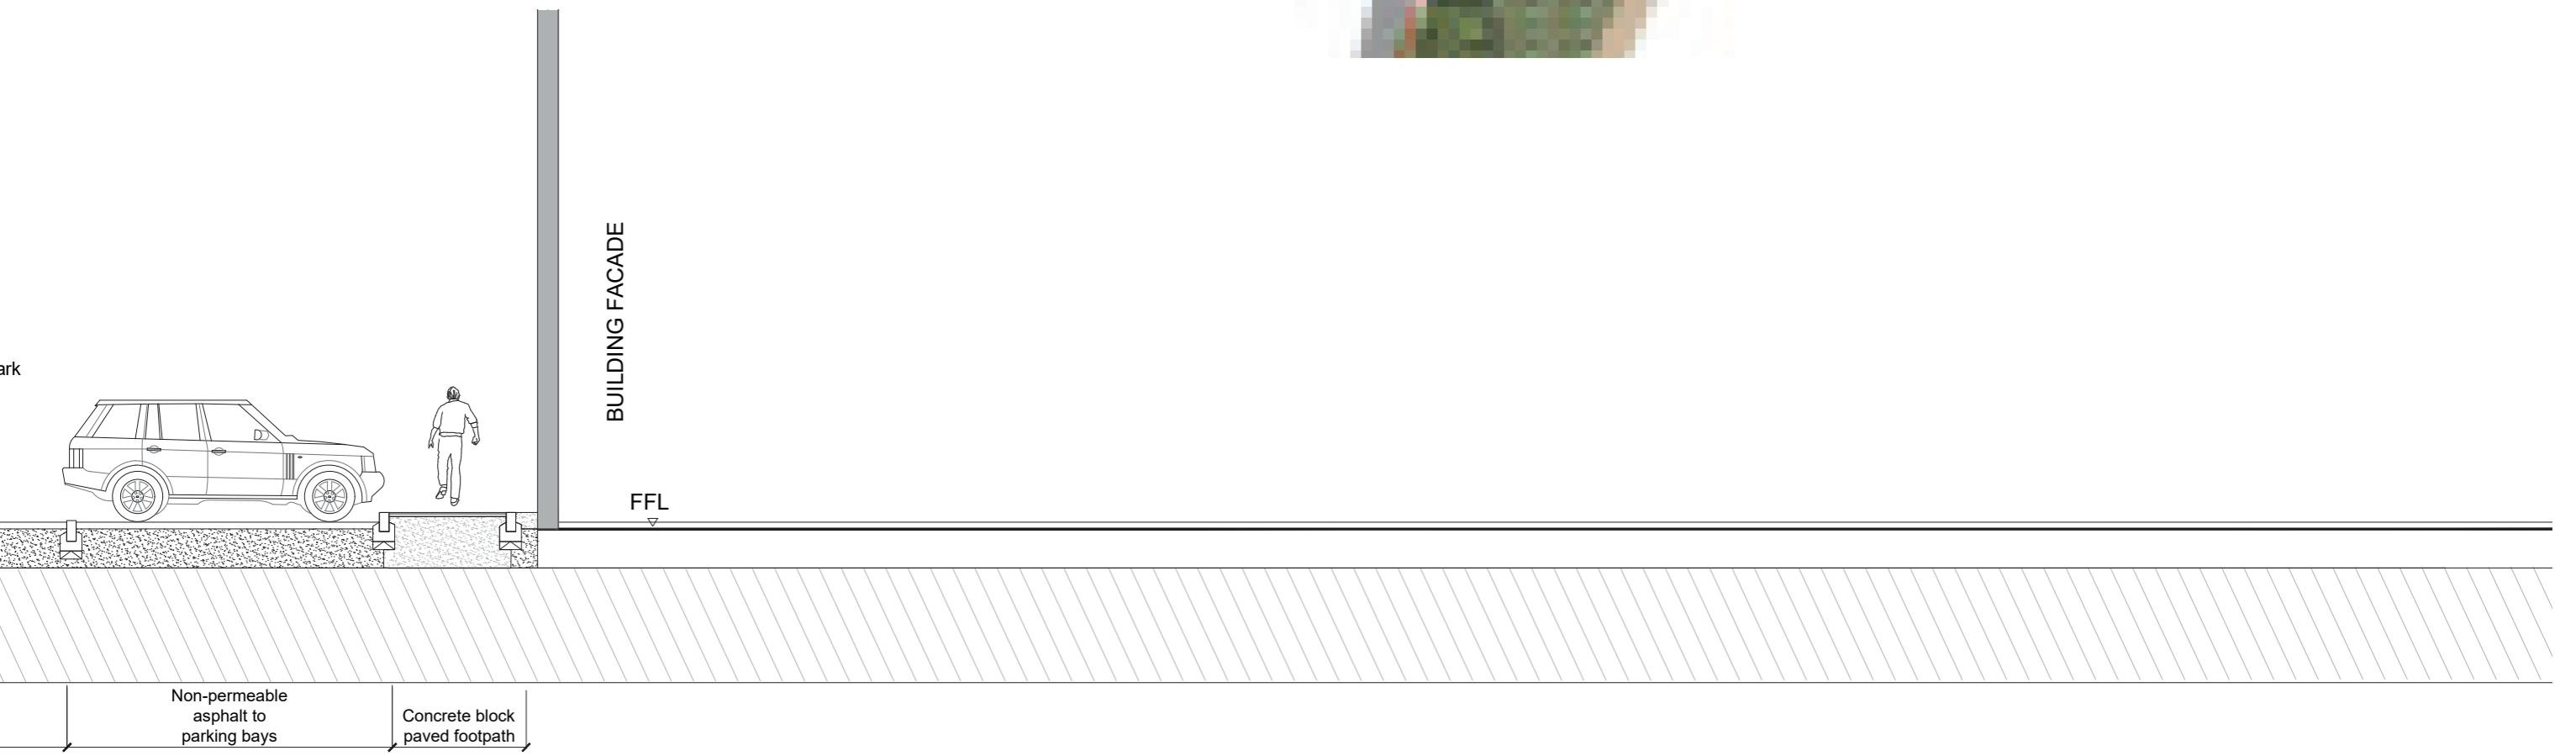 BUILDING FACADE
ark
FFL
Non-permeable
asphalt to
parking bays
Concrete block
paved footpath